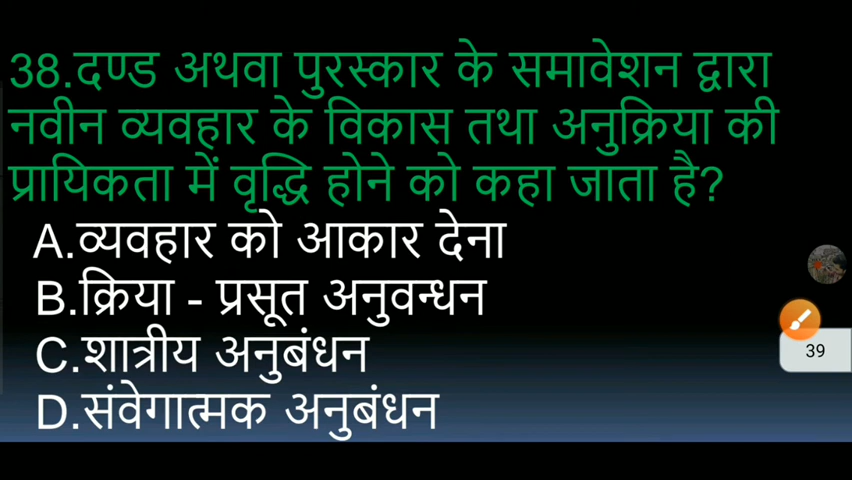 38.दण्ड अथवा पुरस्कार के समावेशन द्वारा
नवीन व्यवहार के विकास तथा अनुक्रिया की
प्रायिकता में वृद्धि होने को कहा जाता है?
A.व्यवहार को आकार देना
B.क्रिया - प्रसूत अनुवन्धन
C.शात्रीय अनुबंधन
D.संवेगात्मक अनुबंधन
39